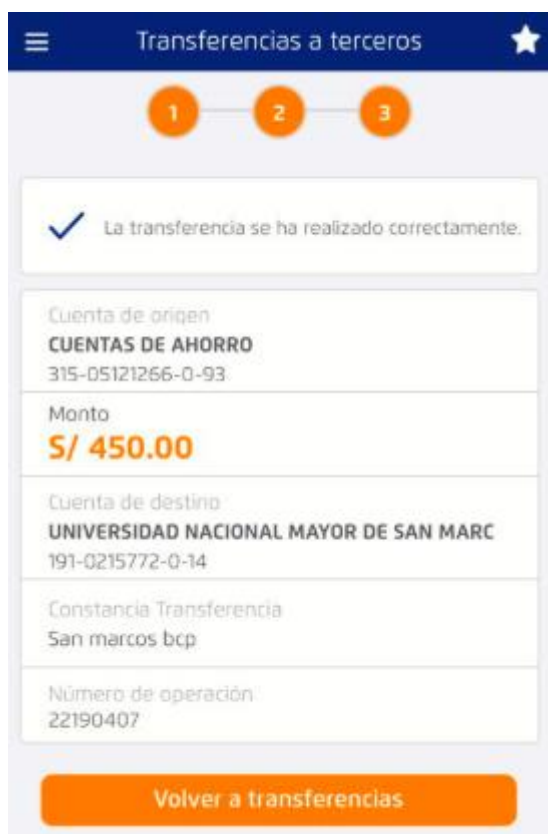 Transferencias a terceros
1 2 3
La transferencia se ha realizado correctamente.
Cuenta de origen
CUENTAS DE AHORRO
315-05121266-0-93
Monto
S/ 450.00
Cuenta de destino
UNIVERSIDAD NACIONAL MAYOR DE SAN MARC
191-0215772-0-14
Constancia Transferencia
San marcos bcp
Número de operación
22190407
Volver a transferencias